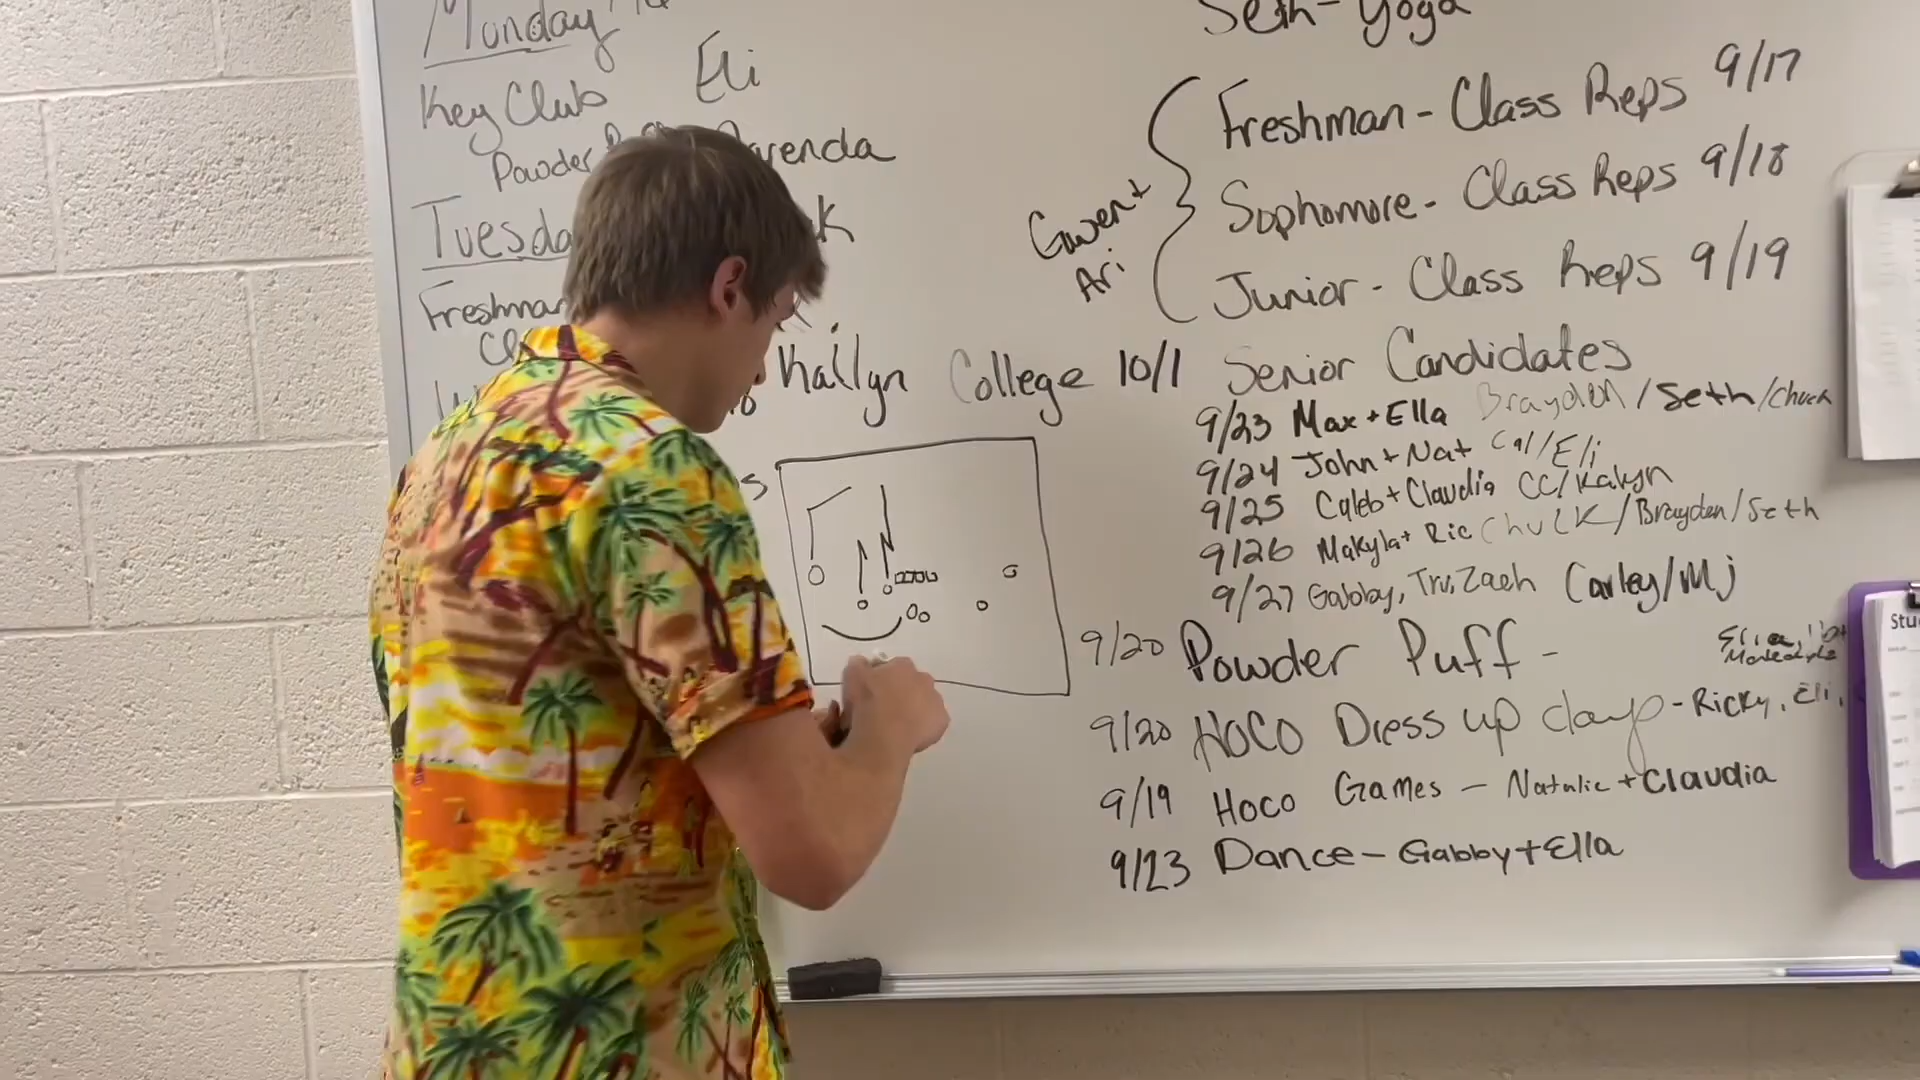 Monday
Key Club Eli
Powder
Tuesda
Freshman
Kailyn College 10/1
Seth - Yoga
Gwen +
Ari
Freshman - Class Reps 9/17
Sophomore - Class Reps 9/18
Junior - Class Reps 9/19
Senior Candidates
9/23 Max + Ella Brayden/Seth/Chuck
9/24 John + Nat Cal/Eli
9/25 Caleb + Claudia CC/Kalyn
9/26 Makyla + Ric Chuck/Brayden/Seth
9/27 Gabby, Tru, Zach Carley/MJ
9/20 Powder Puff -
9/20 HOCO Dress up days - Ricky, Eli,
9/19 Hoco Games - Natalie + Claudia
9/23 Dance - Gabby + Ella
Stu